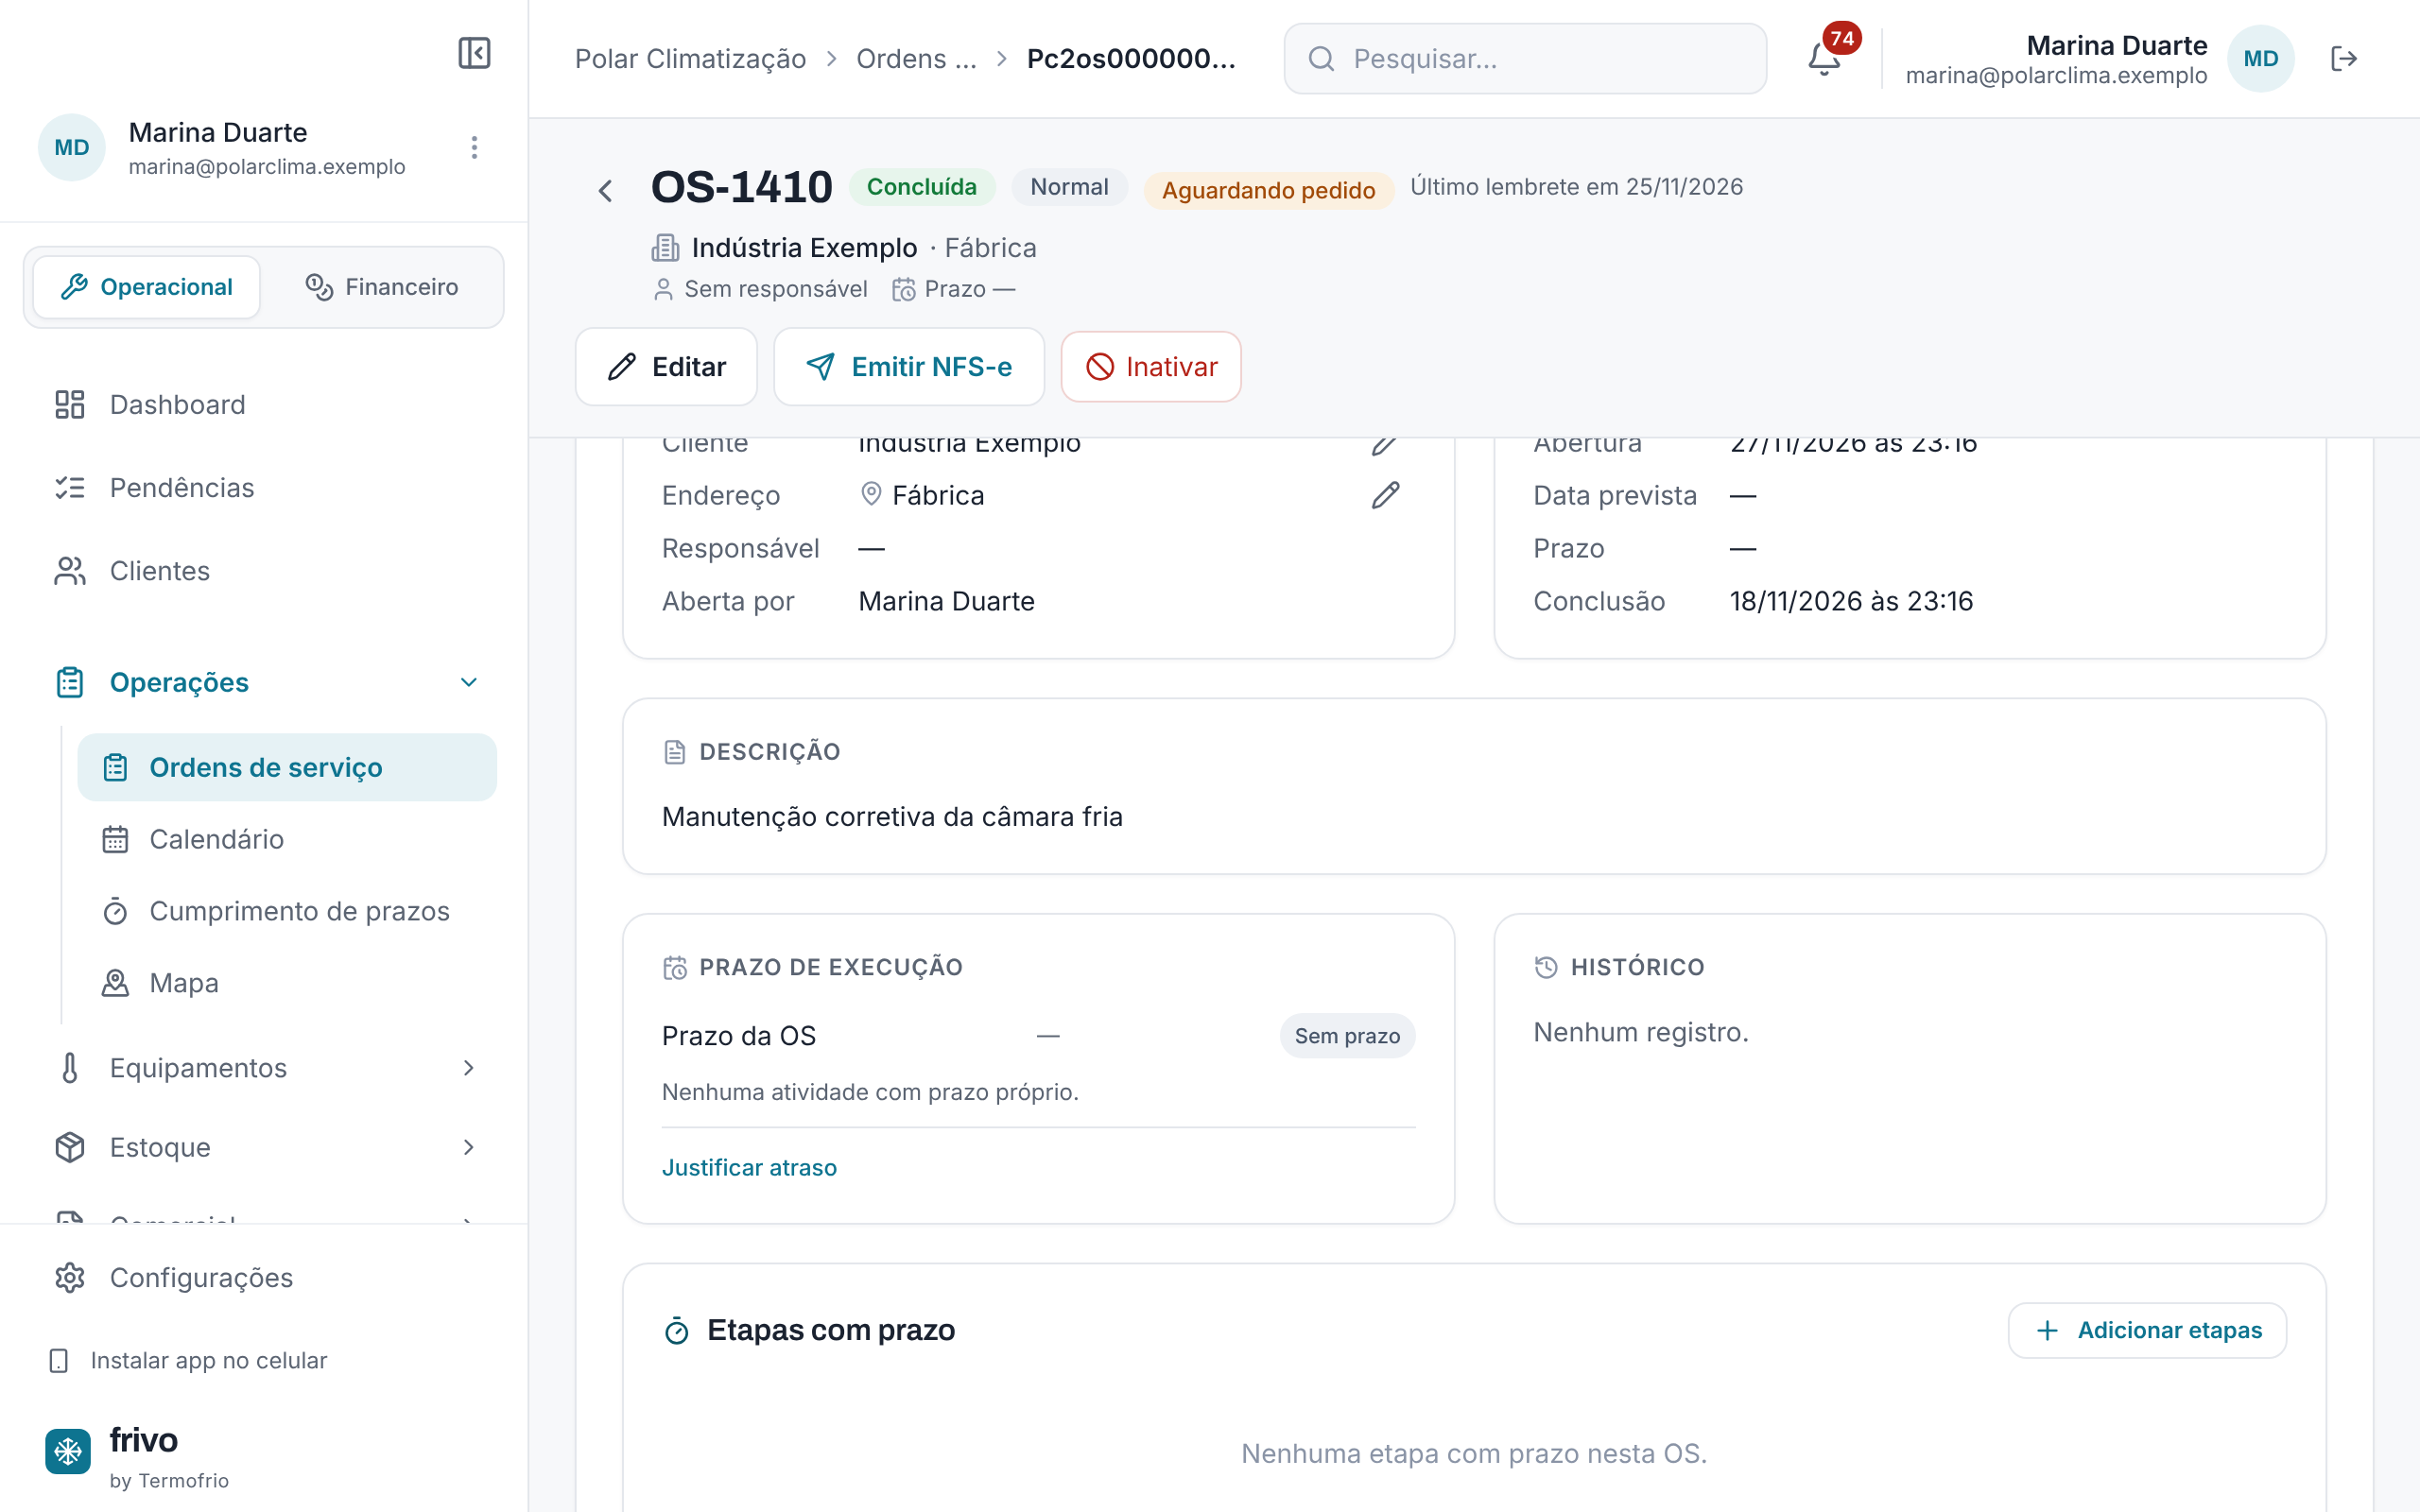 Polar Climatização > Ordens ... > Pc2os000000...
Pesquisar...
74
Marina Duarte
marina@polarclima.exemplo
MD
MD
Marina Duarte
marina@polarclima.exemplo
Operacional
Financeiro
Dashboard
Pendências
Clientes
Operações
Ordens de serviço
Calendário
Cumprimento de prazos
Mapa
Equipamentos
Estoque
Comercial
Configurações
Instalar app no celular
frivo
by Termofrio
OS-1410 Concluída Normal Aguardando pedido Último lembrete em 25/11/2026
Indústria Exemplo · Fábrica
Sem responsável Prazo —
Editar
Emitir NFS-e
Inativar
Cliente Indústria Exemplo
Endereço Fábrica
Responsável —
Aberta por Marina Duarte
Abertura 27/11/2026 às 23:16
Data prevista —
Prazo —
Conclusão 18/11/2026 às 23:16
DESCRIÇÃO
Manutenção corretiva da câmara fria
PRAZO DE EXECUÇÃO
Prazo da OS — Sem prazo
Nenhuma atividade com prazo próprio.
Justificar atraso
HISTÓRICO
Nenhum registro.
Etapas com prazo
+ Adicionar etapas
Nenhuma etapa com prazo nesta OS.